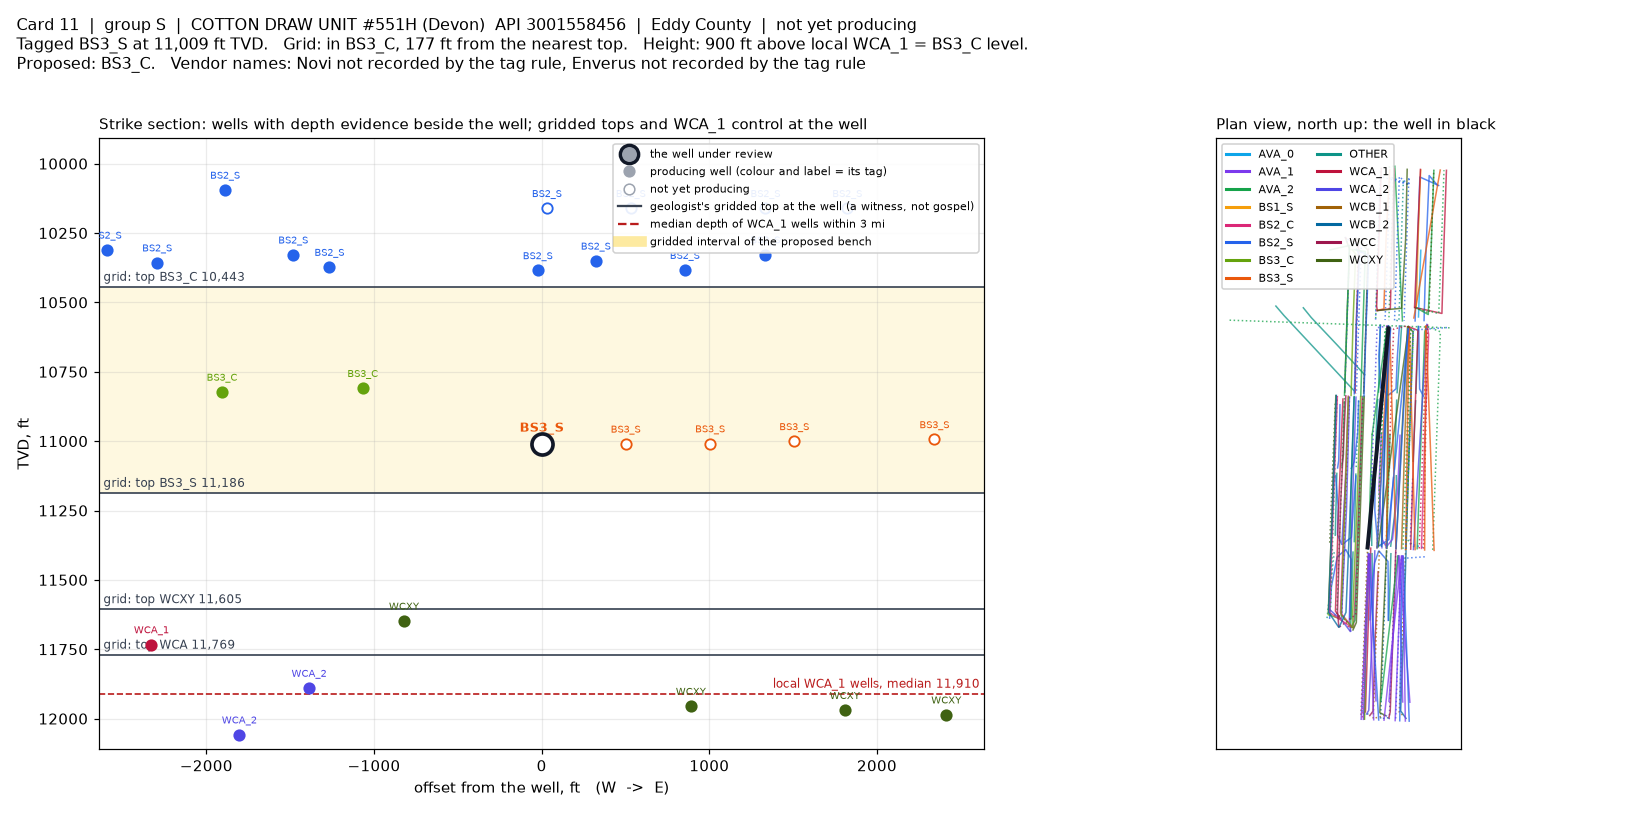 Card 11 | group S | COTTON DRAW UNIT #551H (Devon) API 3001558456 | Eddy County | not yet producing
Tagged BS3_S at 11,009 ft TVD. Grid: in BS3_C, 177 ft from the nearest top. Height: 900 ft above local WCA_1 = BS3_C level.
Proposed: BS3_C. Vendor names: Novi not recorded by the tag rule, Enverus not recorded by the tag rule
Strike section: wells with depth evidence beside the well; gridded tops and WCA_1 control at the well
the well under review
producing well (colour and label = its tag)
not yet producing
geologist's gridded top at the well (a witness, not gospel)
median depth of WCA_1 wells within 3 mi
gridded interval of the proposed bench
BS2_S
BS2_S
S2_S
BS2_S
BS2_S
BS2_S
BS2_S
BS2_S
BS2_S
grid: top BS3_C 10,443
BS3_C
BS3_C
BS3_S
BS3_S
BS3_S
BS3_S
BS3_S
grid: top BS3_S 11,186
grid: top WCXY 11,605
WCXY
WCA_1
grid: top WCA 11,769
WCA_2
local WCA_1 wells, median 11,910
WCXY
WCXY
WCXY
WCA_2
10000
10250
10500
10750
11000
11250
11500
11750
12000
TVD, ft
−2000
−1000
0
1000
2000
offset from the well, ft (W -> E)
Plan view, north up: the well in black
AVA_0
AVA_1
AVA_2
BS1_S
BS2_C
BS2_S
BS3_C
BS3_S
OTHER
WCA_1
WCA_2
WCB_1
WCB_2
WCC
WCXY